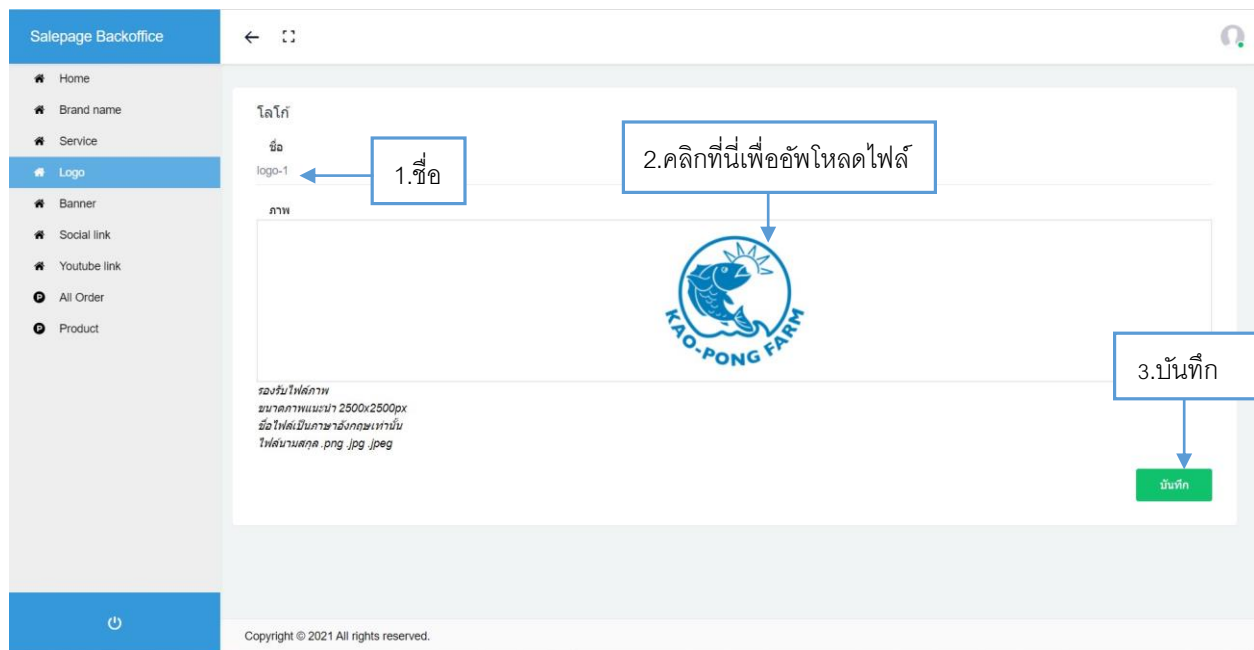 Salepage Backoffice
Home
Brand name
Service
Logo
Banner
Social link
Youtube link
All Order
Product
โลโก้
ชื่อ
logo-1
1.ชื่อ
2.คลิกที่นี่เพื่ออัพโหลดไฟล์
ภาพ
KAO-PONG FARM
3.บันทึก
รองรับไฟล์ภาพ
ขนาดภาพแนะนำ 2500x2500px
ชื่อไฟล์เป็นภาษาอังกฤษเท่านั้น
ไฟล์นามสกุล .png .jpg .jpeg
บันทึก
Copyright © 2021 All rights reserved.